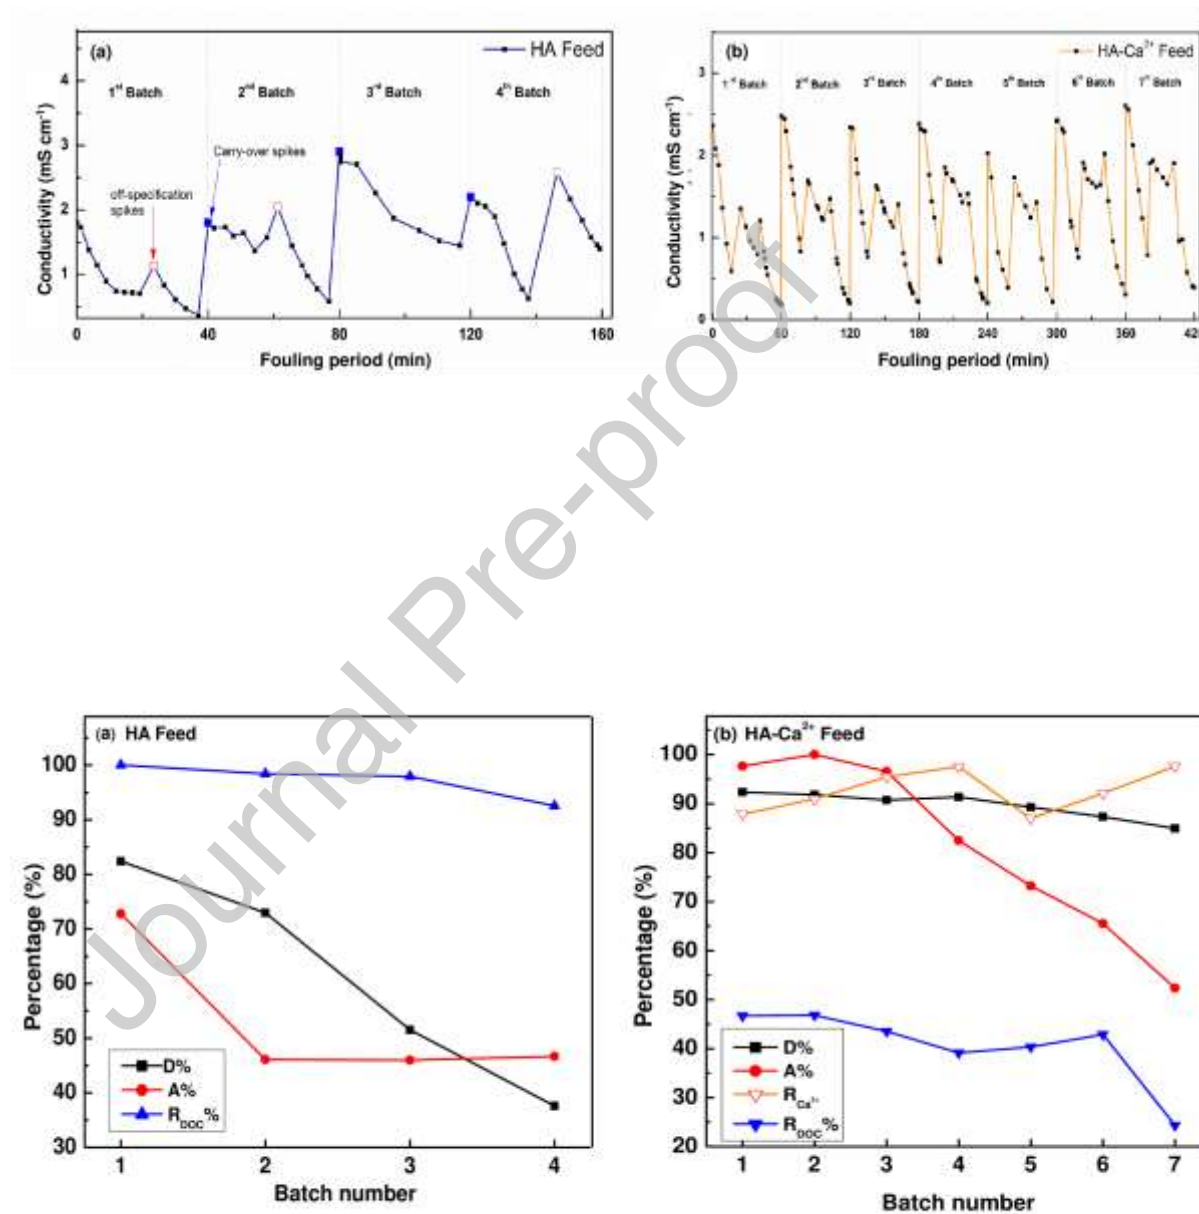 (a)
HA Feed
1st Batch
2nd Batch
3rd Batch
4th Batch
Carry-over spikes
off-specification
spikes
Conductivity (mS cm-1)
4
3
2
1
0
40
80
120
160
Fouling period (min)
(b)
HA-Ca2+ Feed
1st Batch
2nd Batch
3rd Batch
4th Batch
5th Batch
6th Batch
7th Batch
Conductivity (mS cm-1)
3
2
1
0
0
60
120
180
240
300
360
420
Fouling period (min)
Journal Pre-proof
(a) HA Feed
Percentage (%)
100
90
80
70
60
50
40
30
D%
A%
RDOC%
1
2
3
4
Batch number
(b) HA-Ca2+ Feed
Percentage (%)
100
90
80
70
60
50
40
30
20
D%
A%
RCa2+
RDOC%
1
2
3
4
5
6
7
Batch number